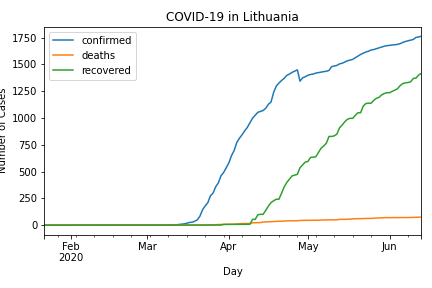 COVID-19 in Lithuania
confirmed
deaths
recovered
1750
1500
1250
1000
750
500
250
0
Number of Cases
Feb
2020
Mar
Apr
May
Jun
Day